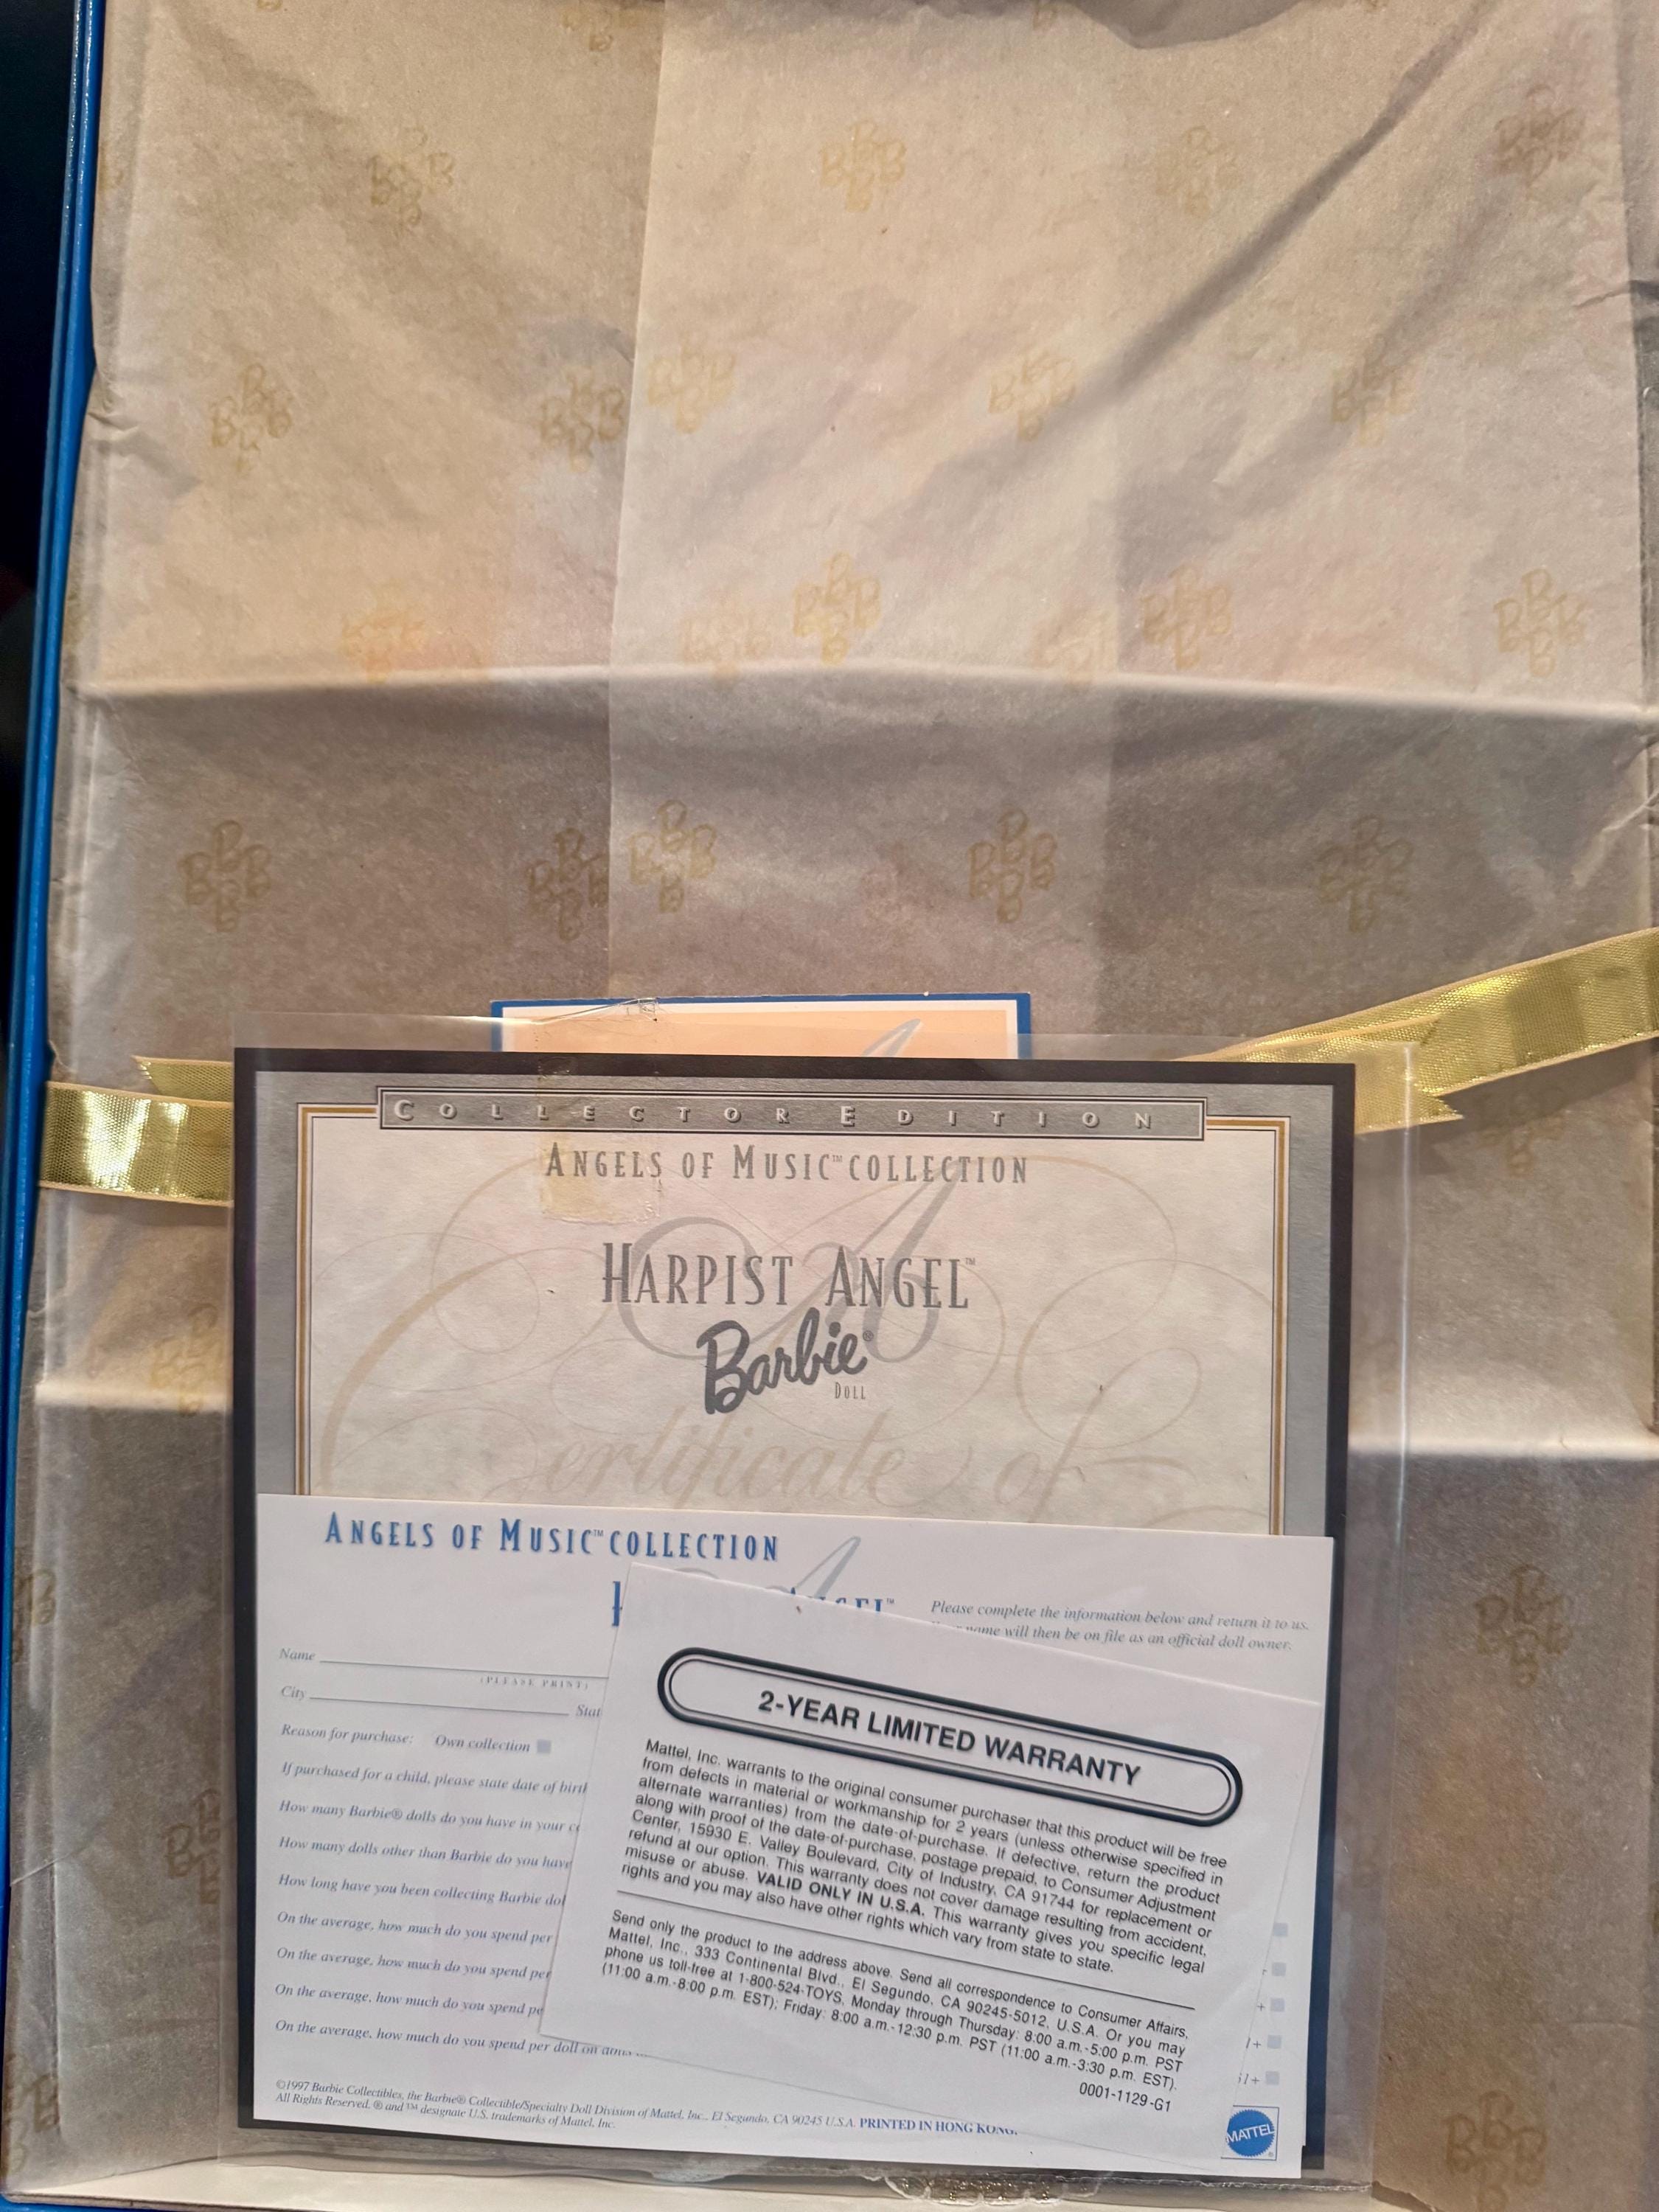 COLLECTOR EDITION
ANGELS OF MUSIC™ COLLECTION
HARPIST ANGEL™
Barbie®
DOLL
Certificate of
ANGELS OF MUSIC™ COLLECTION
Please complete the information below and return it to us.
name will then be on file as an official doll owner.
Name
(PLEASE PRINT)
City
Stat
Reason for purchase: Own collection
If purchased for a child, please state date of birt
How many Barbie® dolls do you have in your c
How many dolls other than Barbie do you have
How long have you been collecting Barbie dol
On the average, how much do you spend per
On the average, how much do you spend per
On the average, how much do you spend pe
On the average, how much do you spend per doll on
1+
51+
©1997 Barbie Collectibles, the Barbie® Collectible/Specialty Doll Division of Mattel, Inc., El Segundo, CA 90245 U.S.A. PRINTED IN HONG KONG.
All Rights Reserved. ® and ™ designate U.S. trademarks of Mattel, Inc.
MATTEL
2-YEAR LIMITED WARRANTY
Mattel, Inc. warrants to the original consumer purchaser that this product will be free
from defects in material or workmanship for 2 years (unless otherwise specified in
alternate warranties) from the date-of-purchase. If defective, return the product
along with proof of the date-of-purchase, postage prepaid, to Consumer Adjustment
Center, 15930 E. Valley Boulevard, City of Industry, CA 91744 for replacement or
refund at our option. This warranty does not cover damage resulting from accident,
misuse or abuse. VALID ONLY IN U.S.A. This warranty gives you specific legal
rights and you may also have other rights which vary from state to state.
Send only the product to the address above. Send all correspondence to Consumer Affairs,
Mattel, Inc., 333 Continental Blvd., El Segundo, CA 90245-5012, U.S.A. Or you may
phone us toll-free at 1-800-524-TOYS, Monday through Thursday: 8:00 a.m.-5:00 p.m. PST
(11:00 a.m.-8:00 p.m. EST); Friday: 8:00 a.m.-12:30 p.m. PST (11:00 a.m.-3:30 p.m. EST).
0001-1129-G1